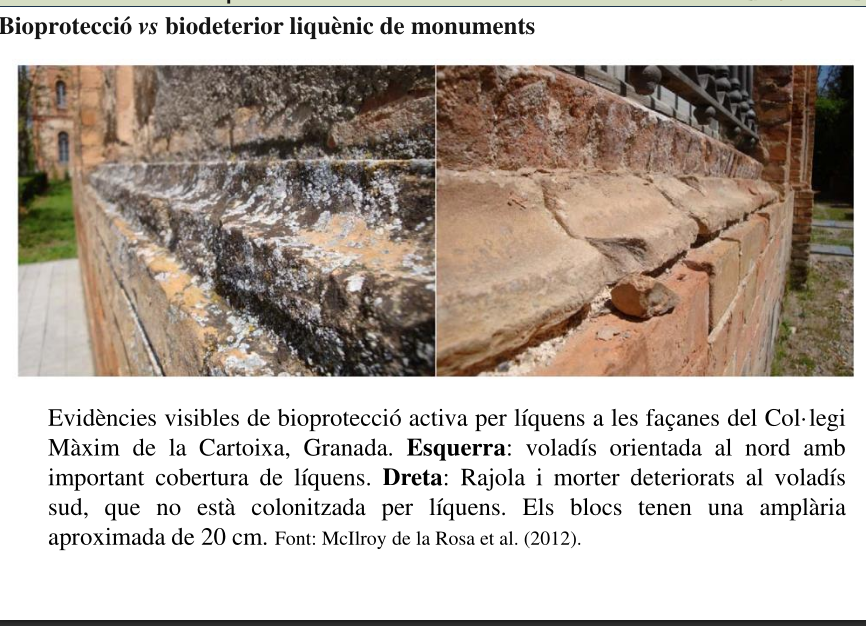 Bioprotecció vs biodeterior liquènic de monuments
Evidències visibles de bioprotecció activa per líquens a les façanes del Col·legi
Màxim de la Cartoixa, Granada. Esquerra: voladís orientada al nord amb
important cobertura de líquens. Dreta: Rajola i morter deteriorats al voladís
sud, que no està colonitzada per líquens. Els blocs tenen una amplària
aproximada de 20 cm. Font: McIlroy de la Rosa et al. (2012).